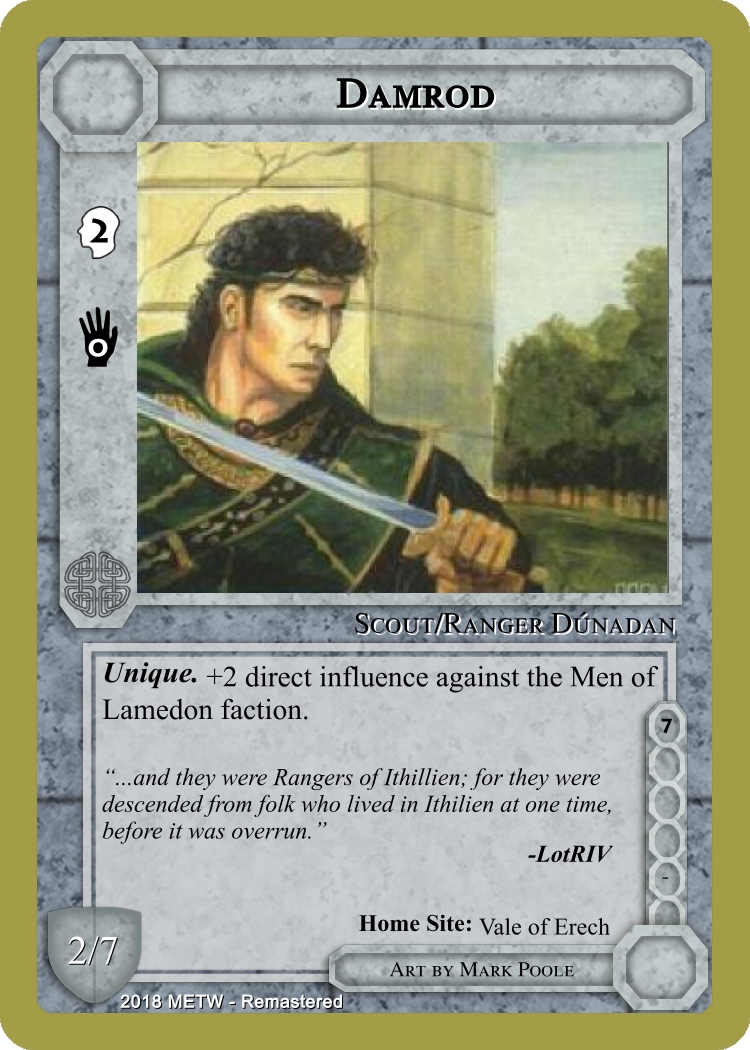 DAMROD
2
0
SCOUT/RANGER DÚNADAN
Unique. +2 direct influence against the Men of
Lamedon faction.
7
“...and they were Rangers of Ithillien; for they were
descended from folk who lived in Ithilien at one time,
before it was overrun.”
-LotRIV
-
Home Site: Vale of Erech
2/7
ART BY MARK POOLE
2018 METW - Remastered